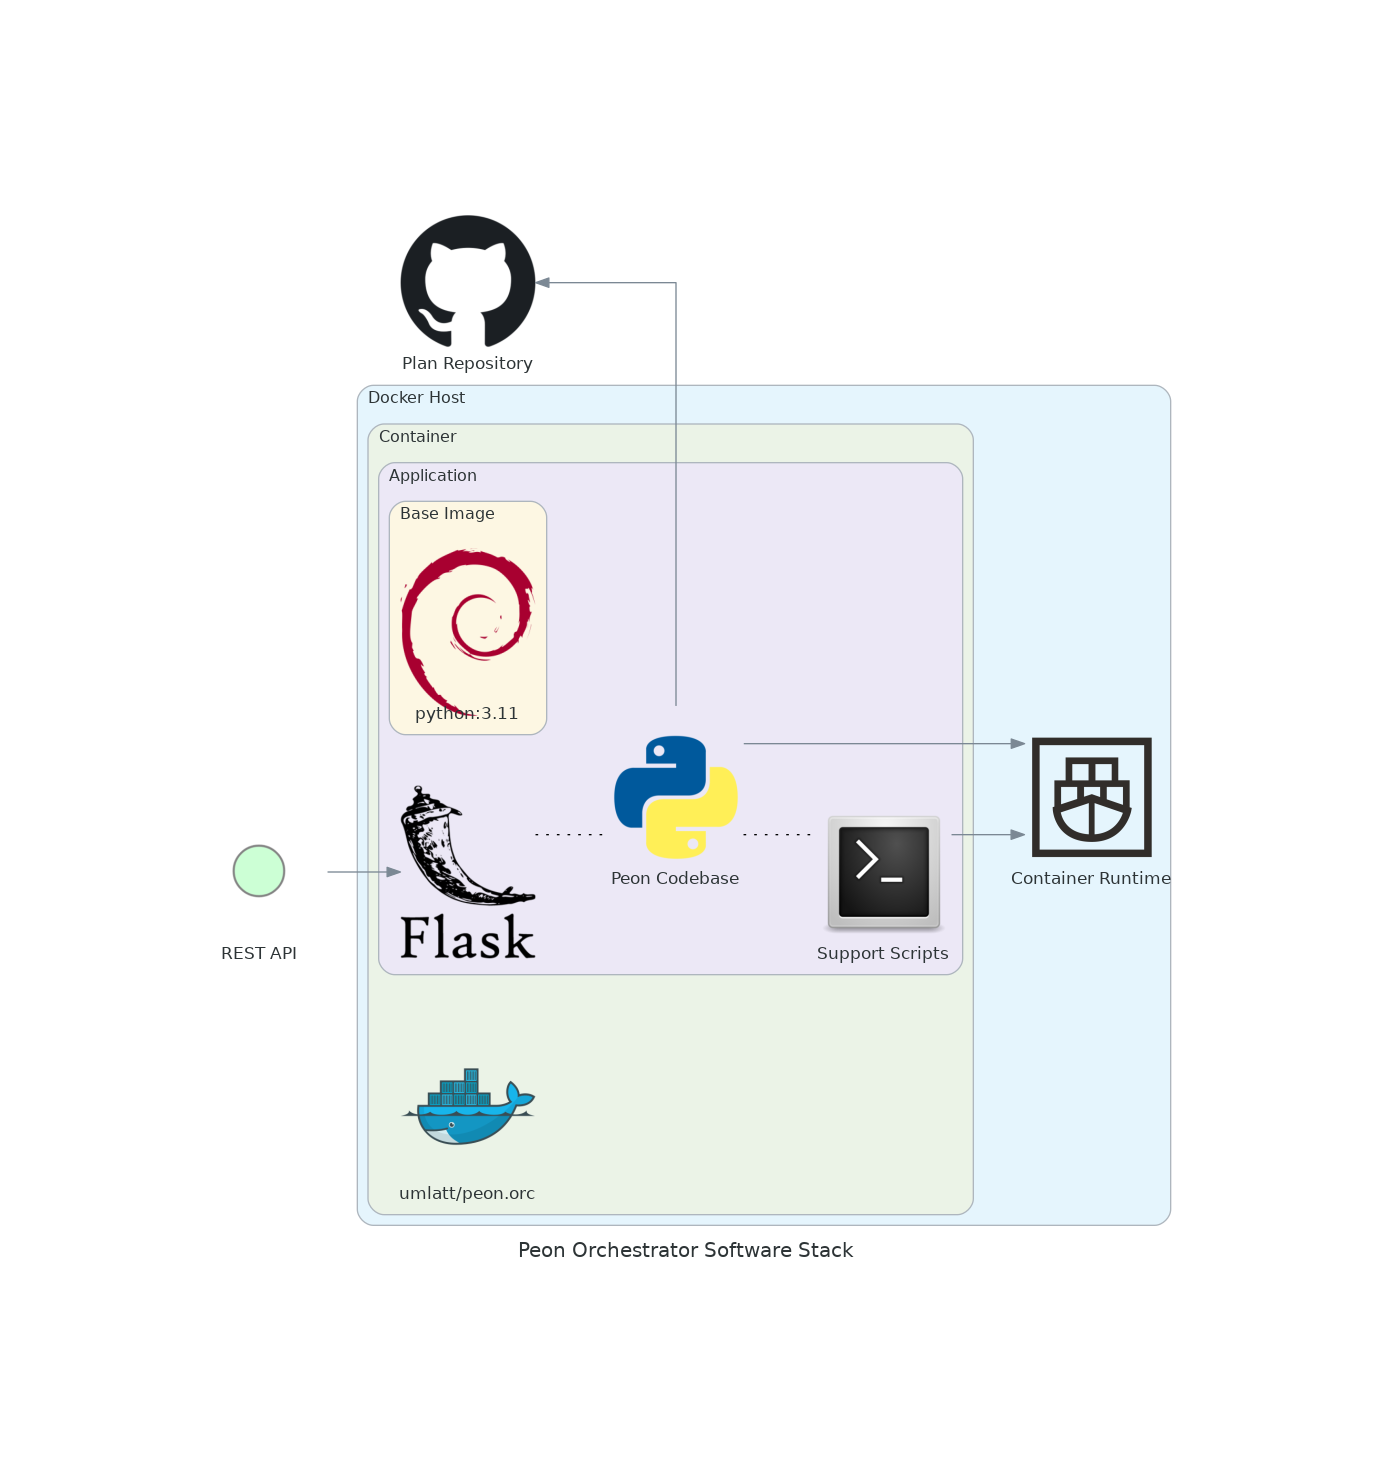 Plan Repository
Docker Host
Container
Application
Base Image
python:3.11
Peon Codebase
Container Runtime
REST API
Flask
Support Scripts
umlatt/peon.orc
Peon Orchestrator Software Stack